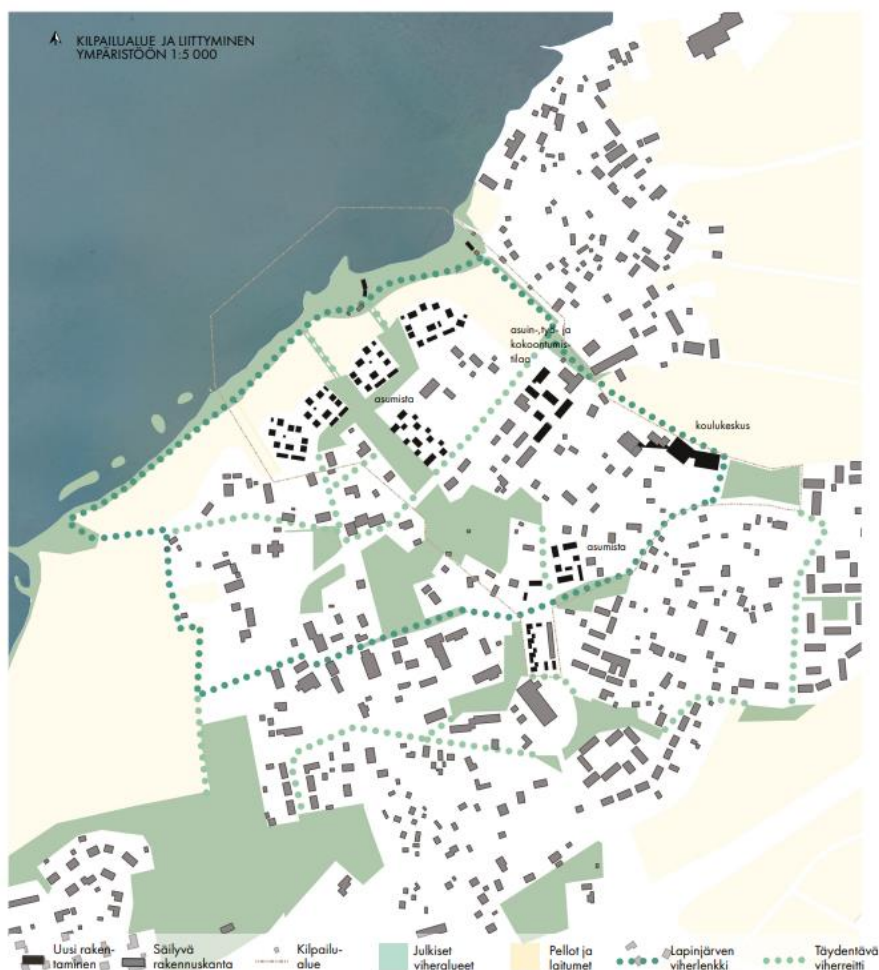 KILPAILUALUE JA LIITTYMINEN
YMPÄRISTÖÖN 1:5 000
asuin-,työ- ja
kokoontumis-
tilaa
asumista
koulukeskus
asumista
Uusi raken-
taminen
Säilyvä
rakennuskanta
Kilpailu-
alue
Julkiset
viheralueet
Pellot ja
laitumet
Lapinjärven
viherlenkki
Täydentävä
viherreitti